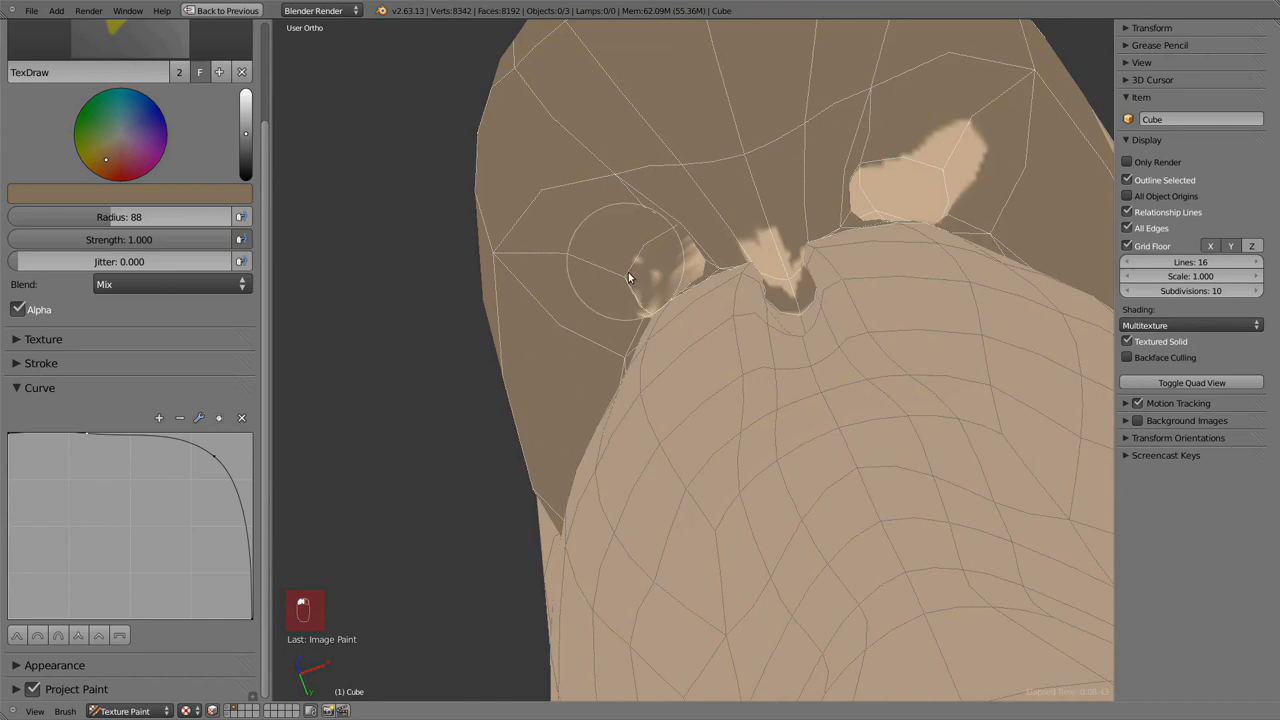 File Add Render Window Help Back to Previous Blender Render v2.63.13 | Verts:8342 | Faces:8192 | Objects:0/3 | Lamps:0/0 | Mem:62.09M (55.36M) | Cube
User Ortho
TexDraw 2 F
Radius: 88
Strength: 1.000
Jitter: 0.000
Blend: Mix
Alpha
Texture
Stroke
Curve
Appearance
Project Paint
View Brush Texture Paint
Last: Image Paint
z
x
y
(1) Cube
Elapsed Time: 0:08:43
Transform
Grease Pencil
View
3D Cursor
Item
Cube
Display
Only Render
Outline Selected
All Object Origins
Relationship Lines
All Edges
Grid Floor X Y Z
Lines: 16
Scale: 1.000
Subdivisions: 10
Shading:
Multitexture
Textured Solid
Backface Culling
Toggle Quad View
Motion Tracking
Background Images
Transform Orientations
Screencast Keys